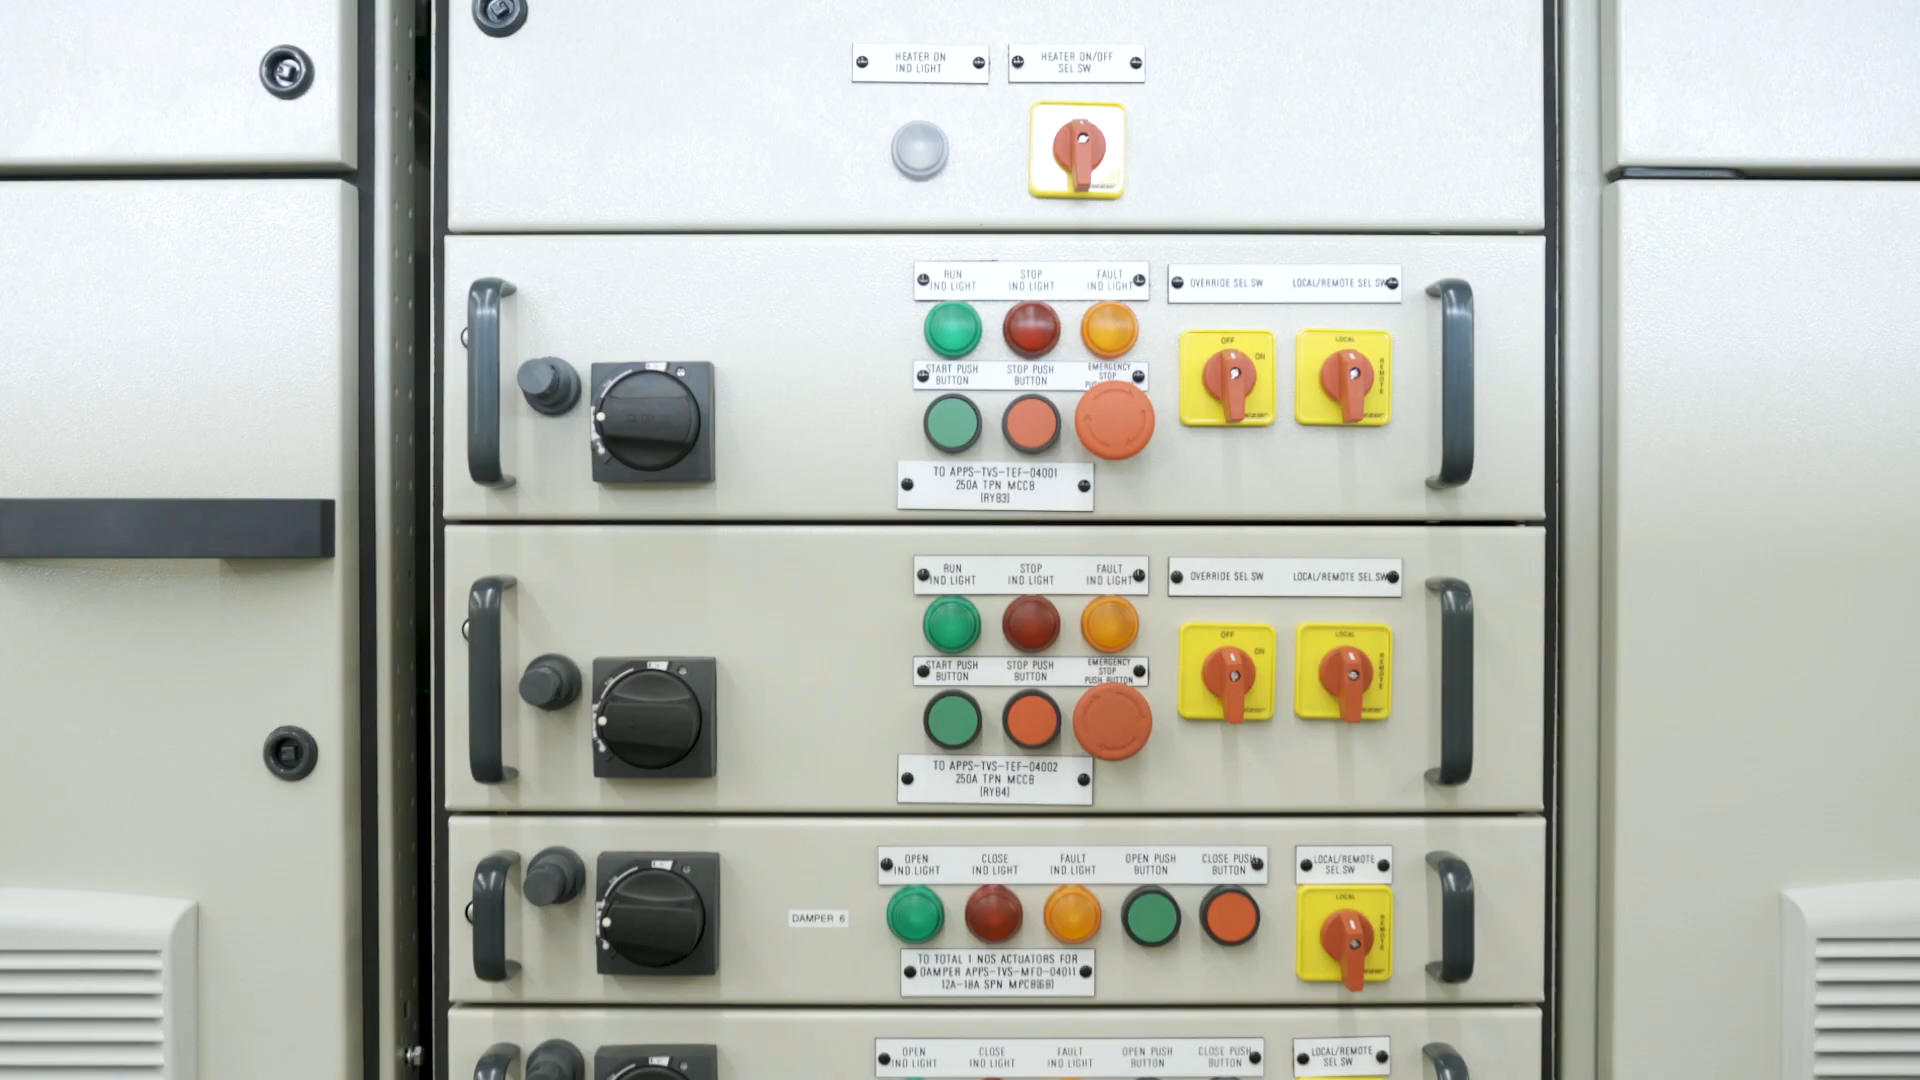 HEATER ON
IND LIGHT
HEATER ON/OFF
SEL SW
RUN
IND LIGHT
STOP
IND LIGHT
FAULT
IND LIGHT
OVERRIDE SEL SW
LOCAL/REMOTE SEL SW
START PUSH
BUTTON
STOP PUSH
BUTTON
EMERGENCY
STOP
OFF
ON
LOCAL
REMOTE
TO APPS-TVS-TEF-04001
250A TPN MCCB
(RYB3)
RUN
IND LIGHT
STOP
IND LIGHT
FAULT
IND LIGHT
OVERRIDE SEL SW
LOCAL/REMOTE SEL SW
START PUSH
BUTTON
STOP PUSH
BUTTON
EMERGENCY
STOP
PUSH BUTTON
OFF
ON
LOCAL
REMOTE
TO APPS-TVS-TEF-04002
250A TPN MCCB
(RYB4)
OPEN
IND LIGHT
CLOSE
IND LIGHT
FAULT
IND LIGHT
OPEN PUSH
BUTTON
CLOSE PUSH
BUTTON
LOCAL/REMOTE
SEL SW
LOCAL
REMOTE
DAMPER 6
TO TOTAL 1 NOS ACTUATORS FOR
DAMPER APPS-TVS-MFD-04011
12A-18A SPN MPCB(6B)
OPEN
IND LIGHT
CLOSE
IND LIGHT
FAULT
IND LIGHT
OPEN PUSH
BUTTON
CLOSE PUSH
BUTTON
LOCAL/REMOTE
SEL SW